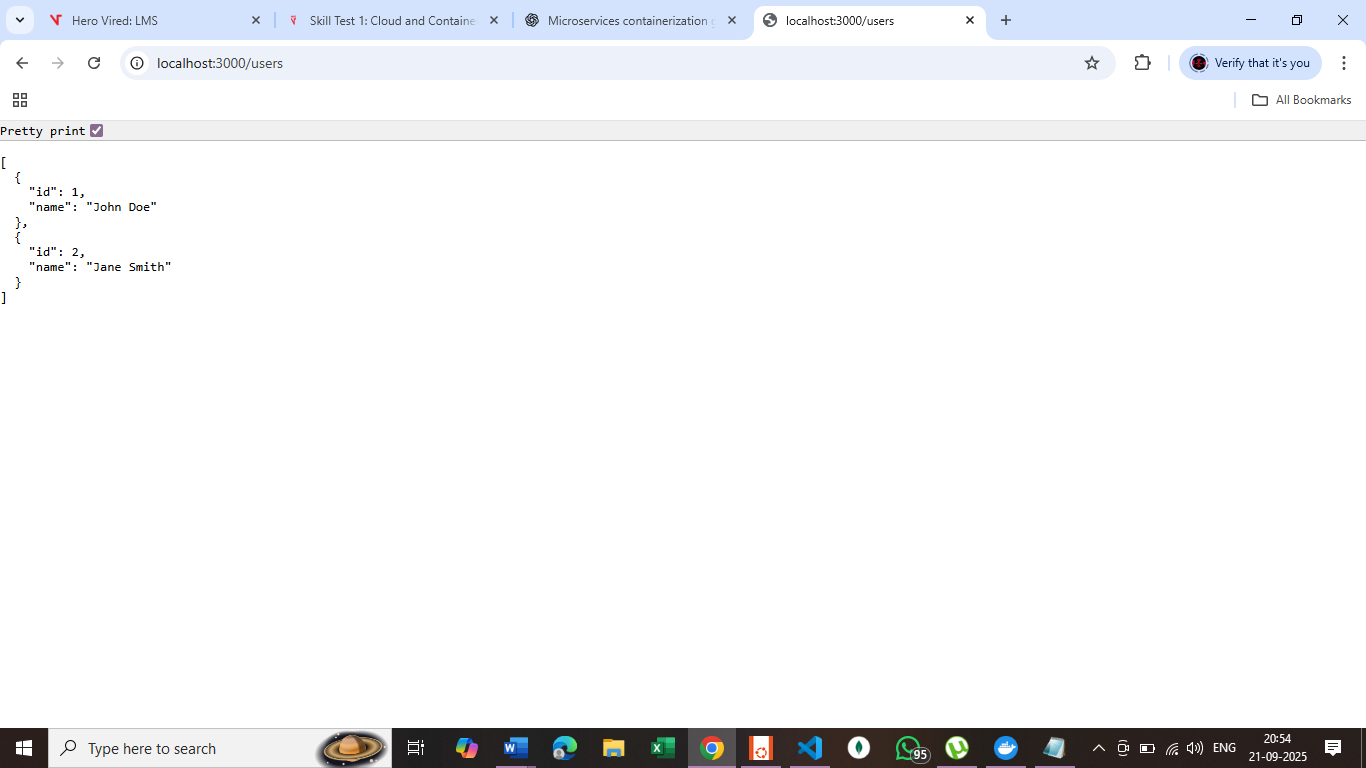 Hero Vired: LMS
Skill Test 1: Cloud and Containe
Microservices containerization g
localhost:3000/users
localhost:3000/users
Verify that it's you
All Bookmarks
Pretty print
[
  {
    "id": 1,
    "name": "John Doe"
  },
  {
    "id": 2,
    "name": "Jane Smith"
  }
]
Type here to search
95
ENG
20:54
21-09-2025